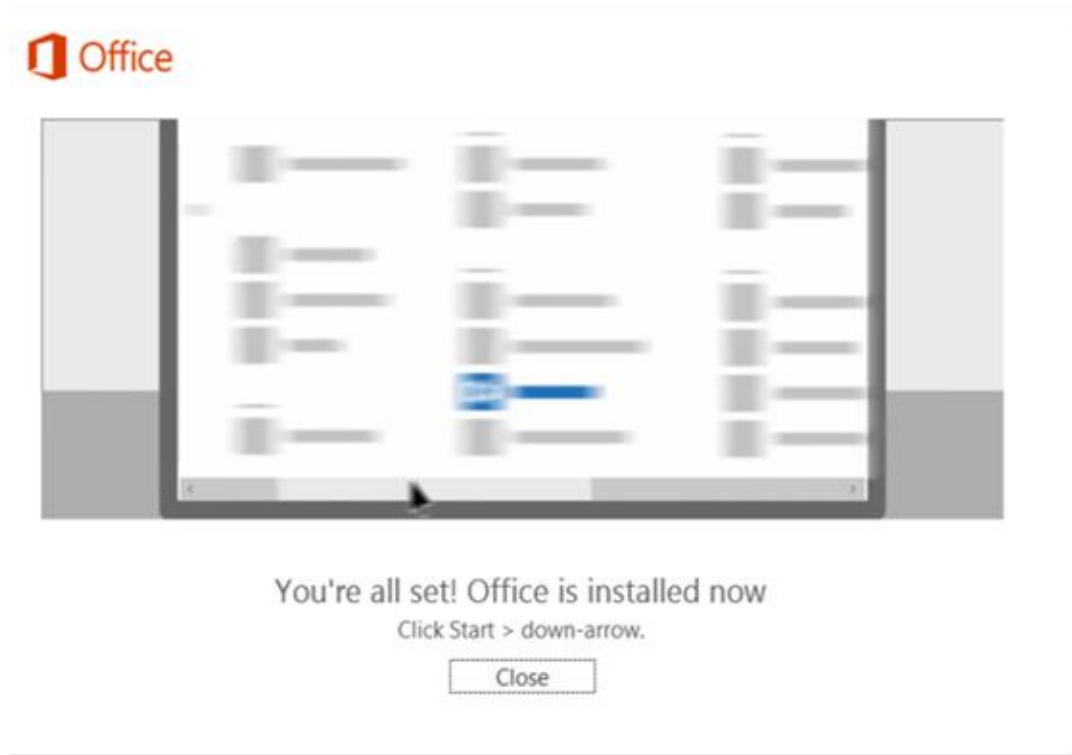 Office
You're all set! Office is installed now
Click Start > down-arrow.
Close